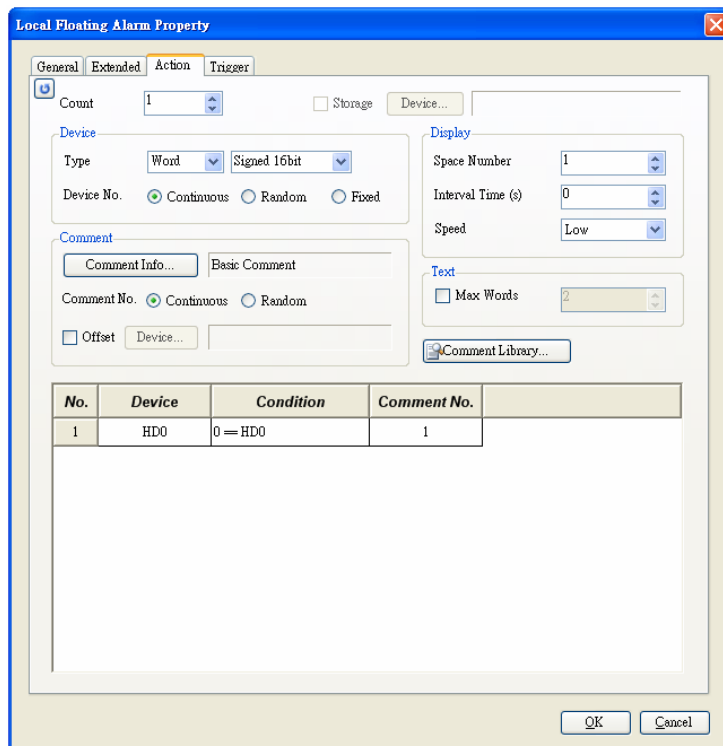 Local Floating Alarm Property
General Extended Action Trigger
Count 1 Storage Device...
Device
Type Word Signed 16bit
Device No. Continuous Random Fixed
Display
Space Number 1
Interval Time (s) 0
Speed Low
Comment
Comment Info... Basic Comment
Comment No. Continuous Random
Offset Device...
Text
Max Words 2
Comment Library...
No. Device Condition Comment No.
1 HD0 0 == HD0 1
OK Cancel